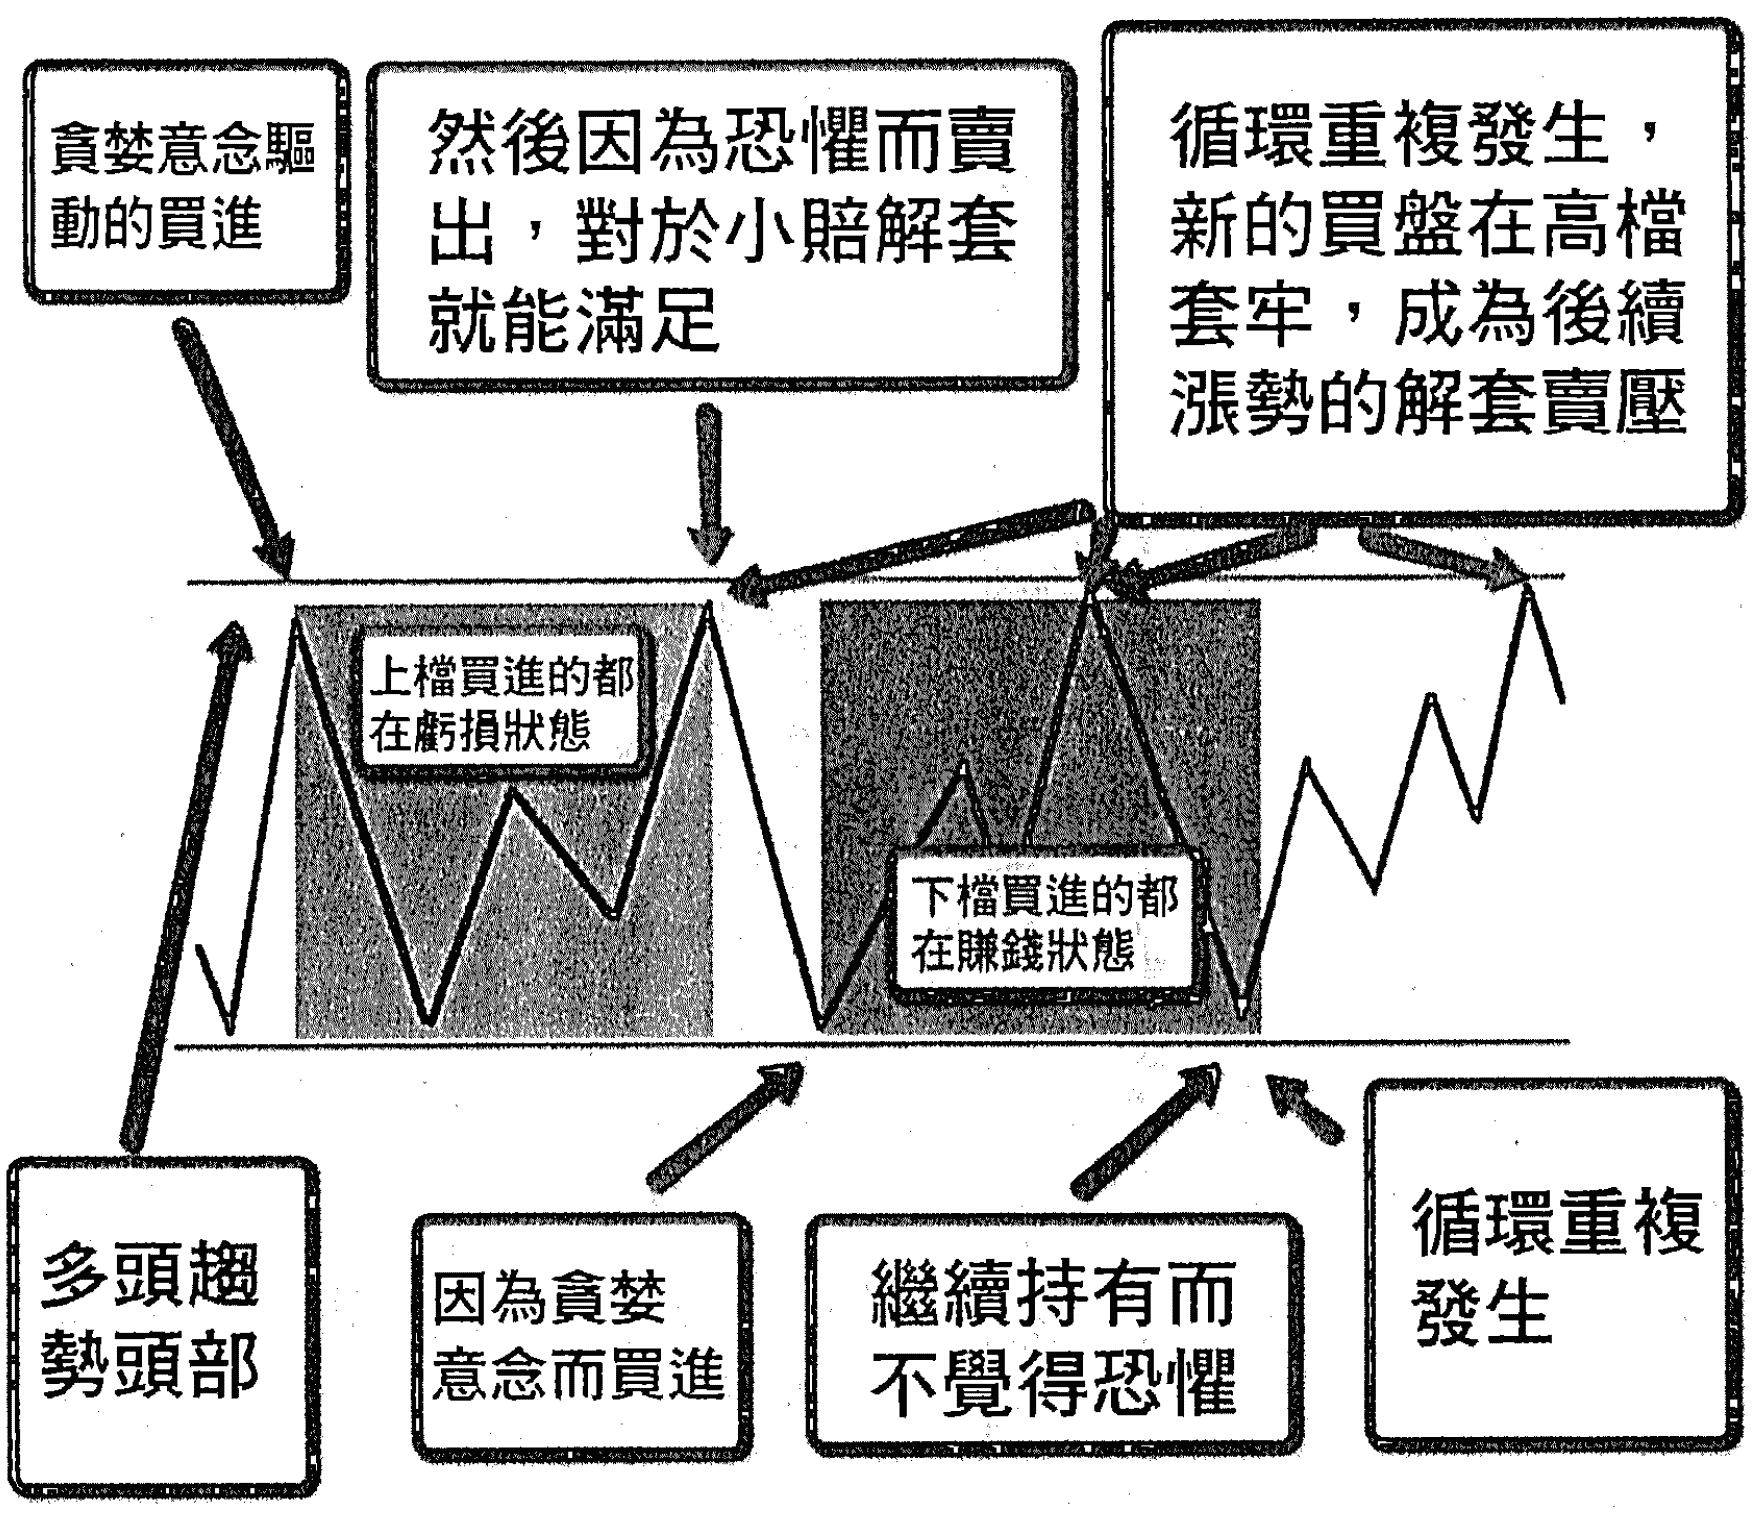 貪婪意念驅
動的買進
然後因為恐懼而賣
出，對於小賠解套
就能滿足
循環重複發生，
新的買盤在高檔
套牢，成為後續
漲勢的解套賣壓
上檔買進的都
在虧損狀態
下檔買進的都
在賺錢狀態
多頭趨
勢頭部
因為貪婪
意念而買進
繼續持有而
不覺得恐懼
循環重複
發生